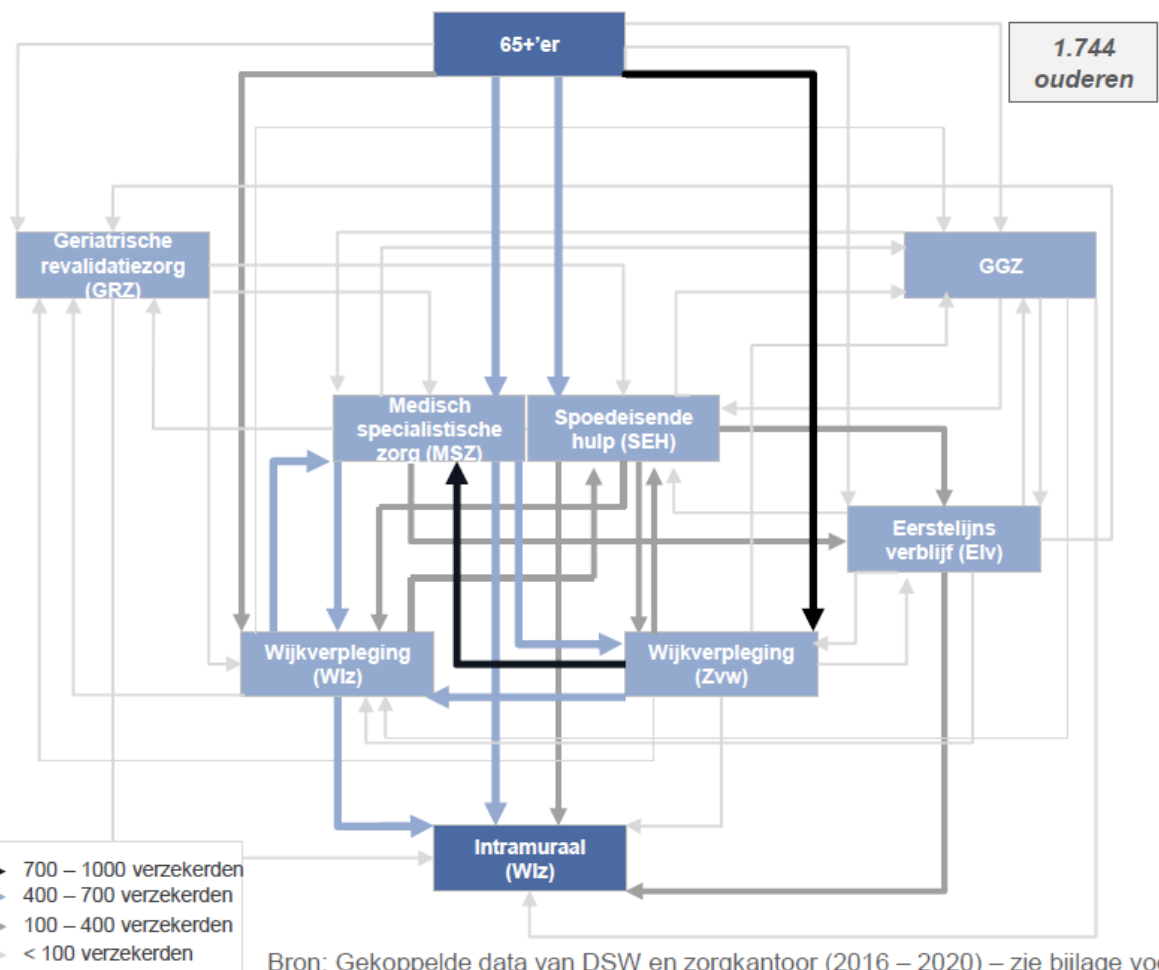 65+'er
1.744
ouderen
Geriatrische
revalidatiezorg
(GRZ)
GGZ
Medisch
specialistische
zorg (MSZ)
Spoedeisende
hulp (SEH)
Eerstelijns
verblijf (Elv)
Wijkverpleging
(Wlz)
Wijkverpleging
(Zvw)
Intramuraal
(Wlz)
700 – 1000 verzekerden
400 – 700 verzekerden
100 – 400 verzekerden
< 100 verzekerden
Bron: Gekoppelde data van DSW en zorgkantoor (2016 – 2020) – zie bijlage voo